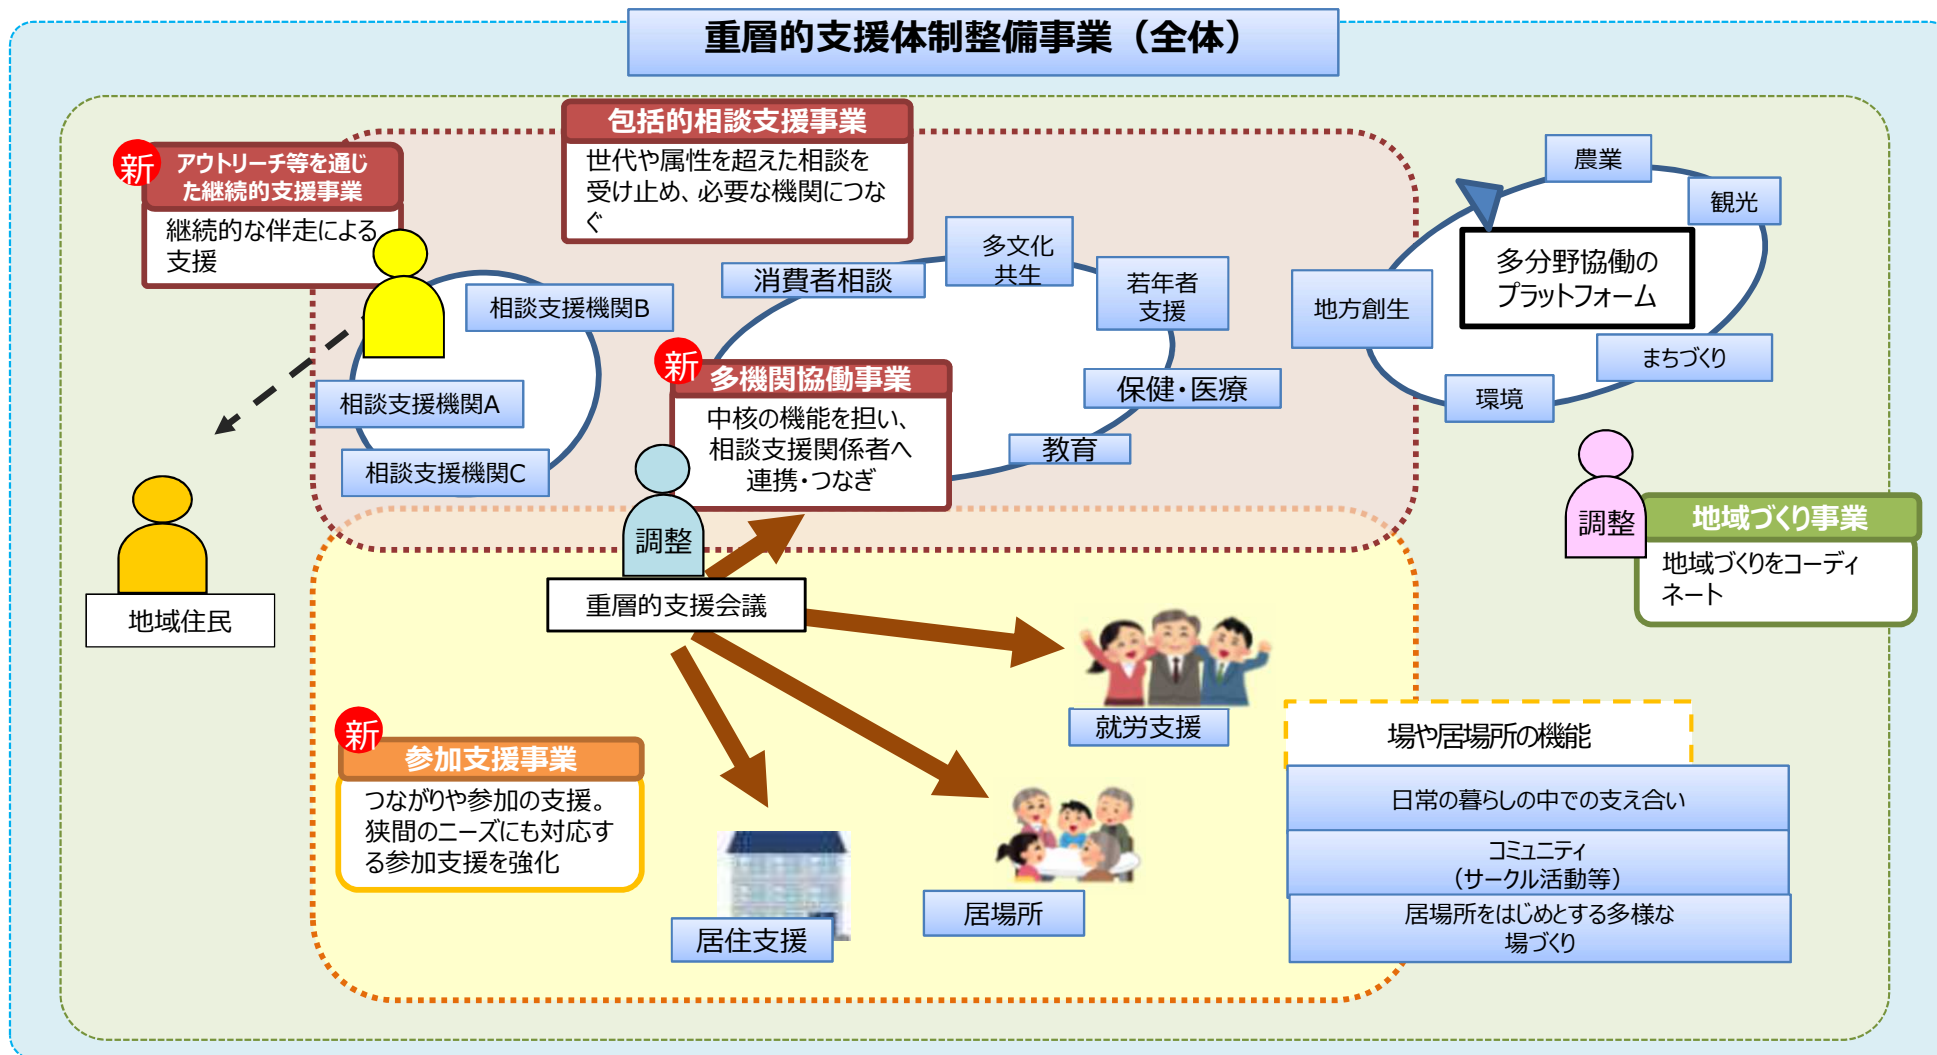 重層的支援体制整備事業（全体）
包括的相談支援事業
世代や属性を超えた相談を
受け止め、必要な機関につな
ぐ
新
アウトリーチ等を通じ
た継続的支援事業
継続的な伴走による
支援
相談支援機関B
相談支援機関A
相談支援機関C
消費者相談
多文化
共生
若年者
支援
保健・医療
教育
新
多機関協働事業
中核の機能を担い、
相談支援関係者へ
連携・つなぎ
農業
観光
地方創生
多分野協働の
プラットフォーム
まちづくり
環境
調整
地域づくり事業
地域づくりをコーディ
ネート
地域住民
調整
重層的支援会議
新
参加支援事業
つながりや参加の支援。
狭間のニーズにも対応す
る参加支援を強化
就労支援
居場所
居住支援
場や居場所の機能
日常の暮らしの中での支え合い
コミュニティ
（サークル活動等）
居場所をはじめとする多様な
場づくり